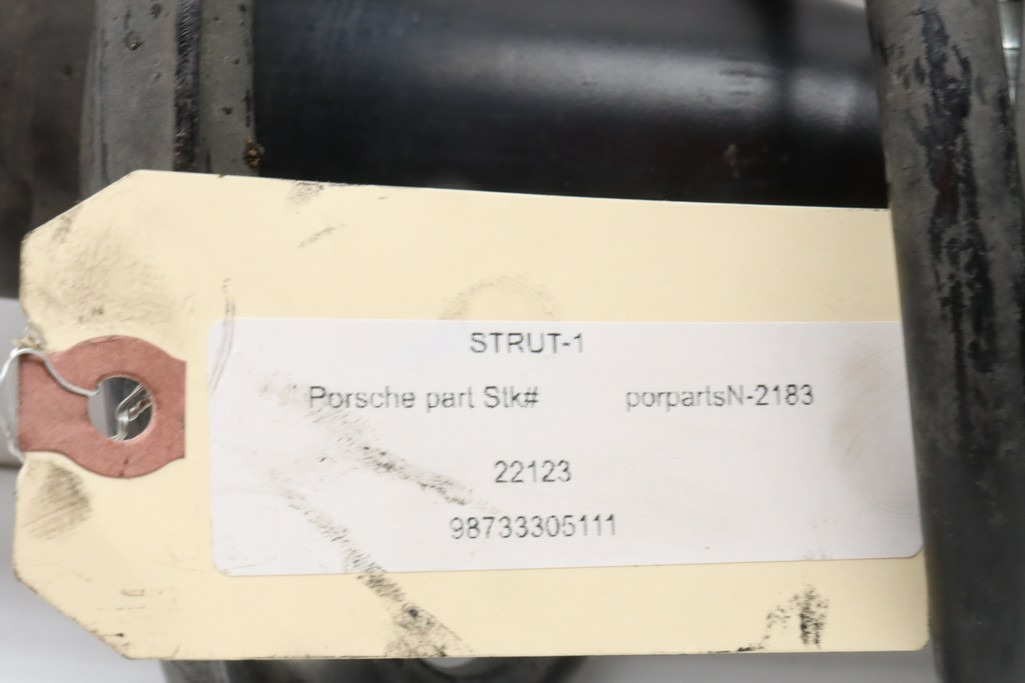 STRUT-1
Porsche part Stk# porpartsN-2183
22123
98733305111